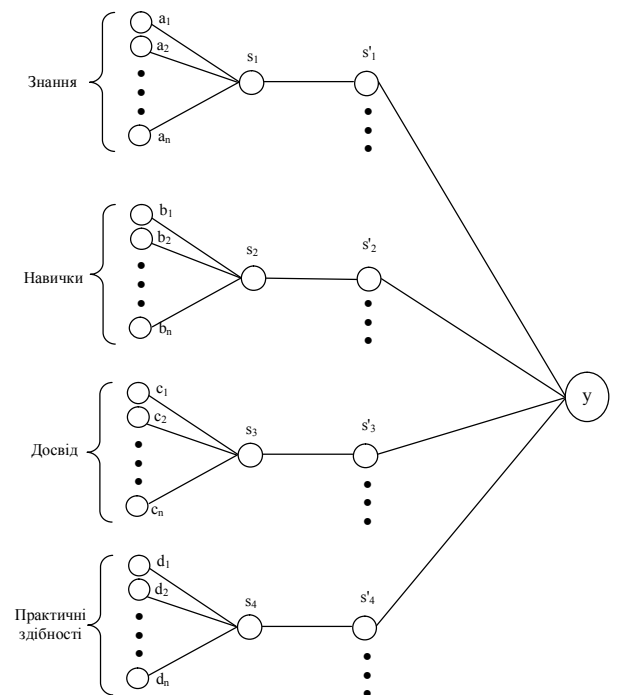 a₁
a₂
s₁
s'₁
Знання
aₙ
b₁
b₂
s₂
s'₂
Навички
bₙ
c₁
c₂
s₃
s'₃
y
Досвід
cₙ
d₁
d₂
s₄
s'₄
Практичні
здібності
dₙ